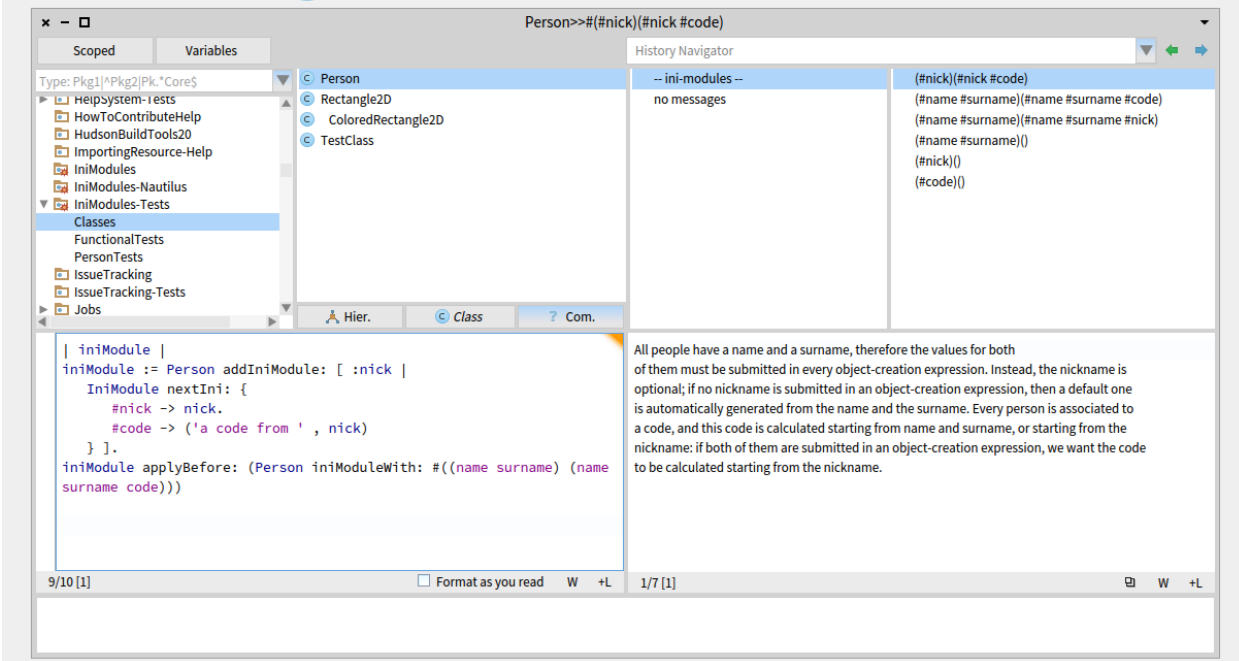 Person>>#(#nick)(#nick #code)
Scoped
Variables
History Navigator
Type: Pkg1|^Pkg2|Pk.*Core$
HelpSystem-Tests
HowToContributeHelp
HudsonBuildTools20
ImportingResource-Help
IniModules
IniModules-Nautilus
IniModules-Tests
Classes
FunctionalTests
PersonTests
IssueTracking
IssueTracking-Tests
Jobs
Person
Rectangle2D
ColoredRectangle2D
TestClass
Hier.
Class
? Com.
-- ini-modules --
no messages
(#nick)(#nick #code)
(#name #surname)(#name #surname #code)
(#name #surname)(#name #surname #nick)
(#name #surname)()
(#nick)()
(#code)()
| iniModule |
iniModule := Person addIniModule: [ :nick |
IniModule nextIni: {
#nick -> nick.
#code -> ('a code from ' , nick)
} ].
iniModule applyBefore: (Person iniModuleWith: #((name surname) (name
surname code)))
9/10 [1]
Format as you read
W
+L
All people have a name and a surname, therefore the values for both
of them must be submitted in every object-creation expression. Instead, the nickname is
optional; if no nickname is submitted in an object-creation expression, then a default one
is automatically generated from the name and the surname. Every person is associated to
a code, and this code is calculated starting from name and surname, or starting from the
nickname: if both of them are submitted in an object-creation expression, we want the code
to be calculated starting from the nickname.
1/7 [1]
W
+L